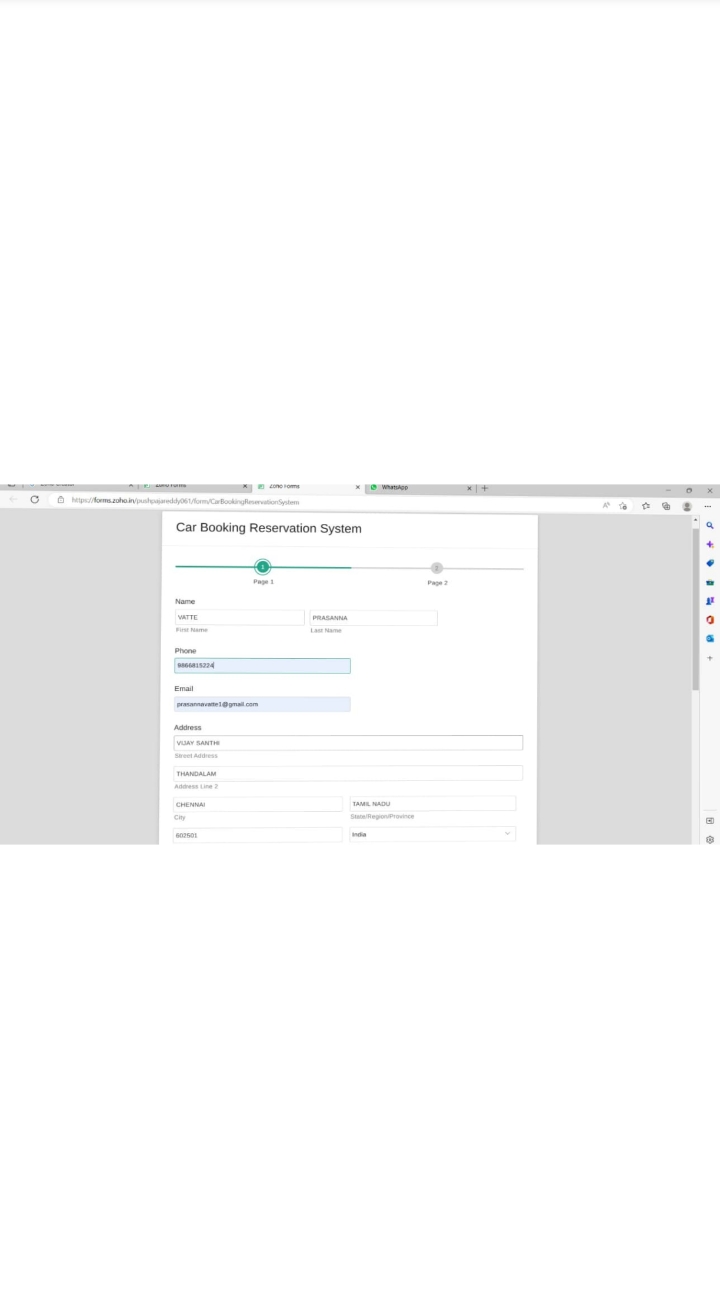 Zoho Forms
Zoho Forms
WhatsApp
https://forms.zoho.in/pushpajareddy061/form/CarBookingReservationSystem
Car Booking Reservation System
1
2
Page 1
Page 2
Name
VATTE PRASANNA
First Name Last Name
Phone
9866815224
Email
prasannavatte1@gmail.com
Address
VIJAY SANTHI
Street Address
THANDALAM
Address Line 2
CHENNAI TAMIL NADU
City State/Region/Province
602501 India